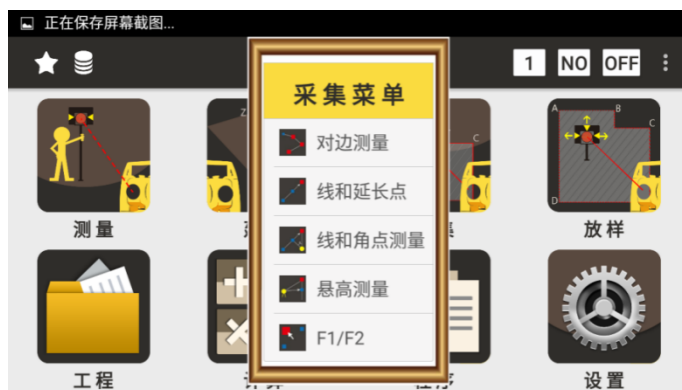 正在保存屏幕截图...
1 NO OFF
采集菜单
对边测量
线和延长点
线和角点测量
悬高测量
F1/F2
Z
C
A
B
C
D
测量
放样
工程
设置